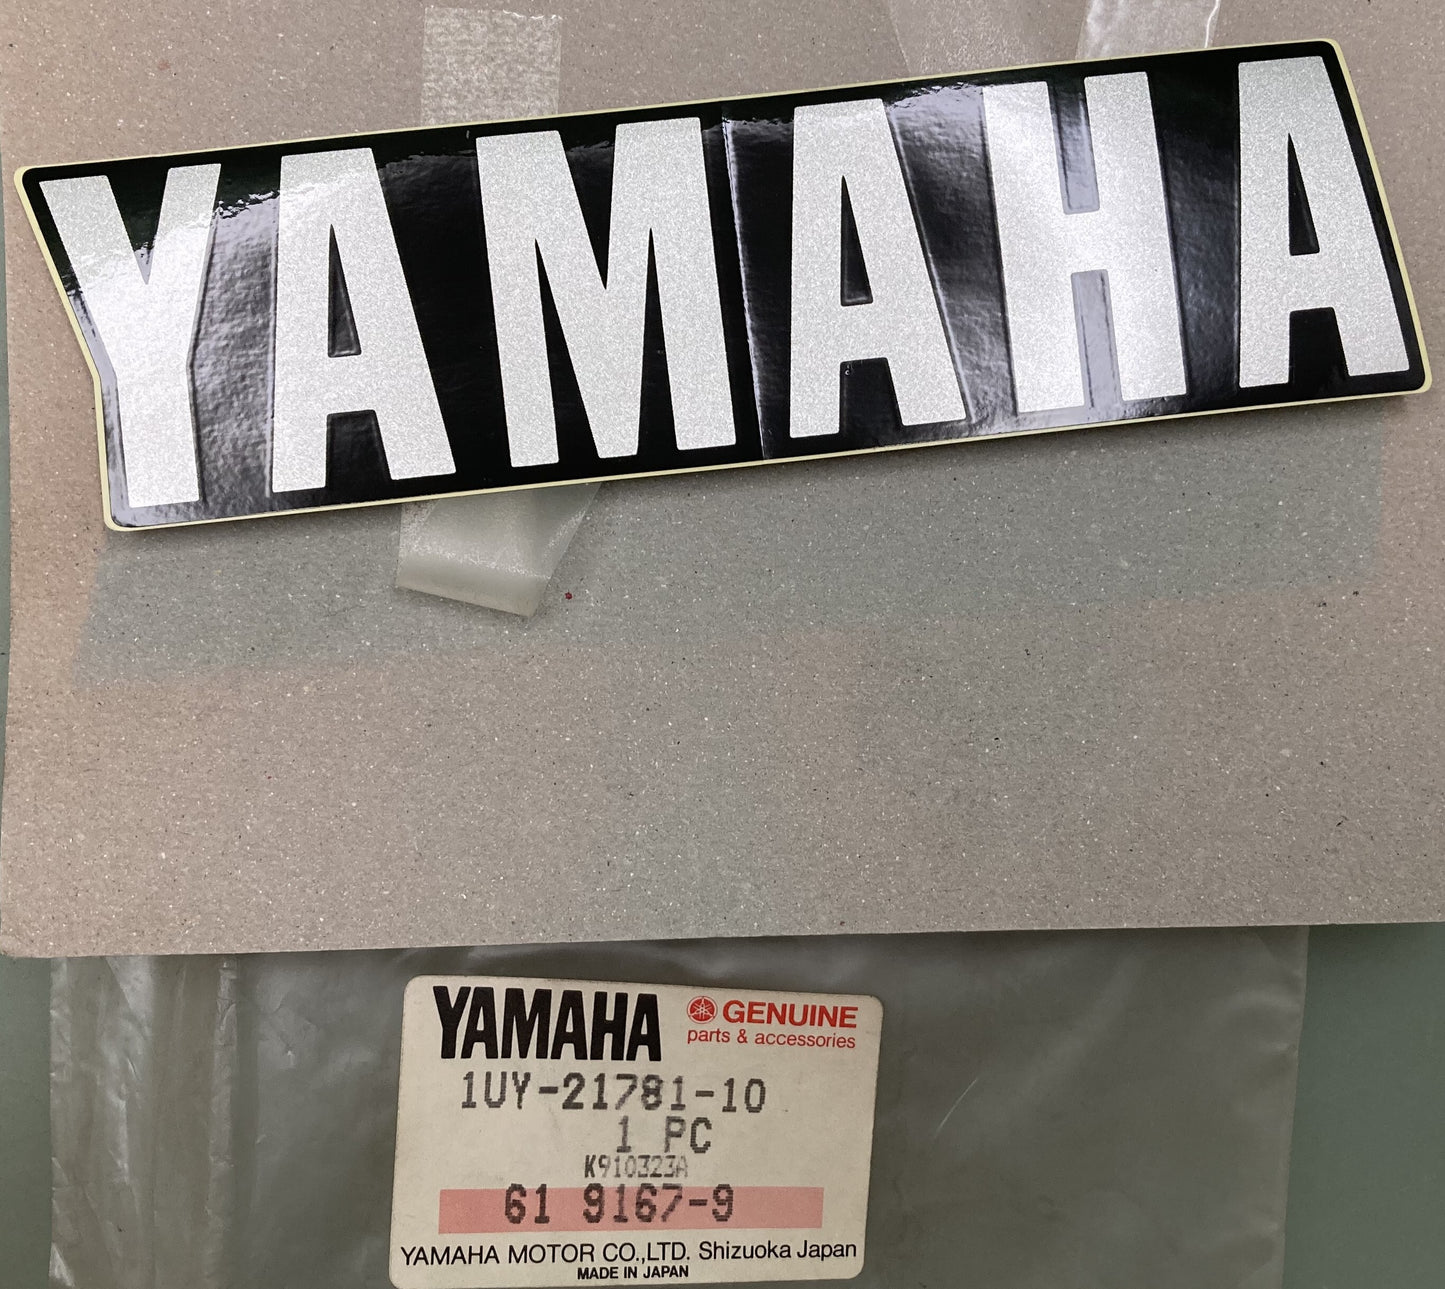 YAMAHA
YAMAHA GENUINE
parts & accessories
1UY-21781-10
1 PC
K910323A
61 9167-9
YAMAHA MOTOR CO.,LTD. Shizuoka Japan
MADE IN JAPAN